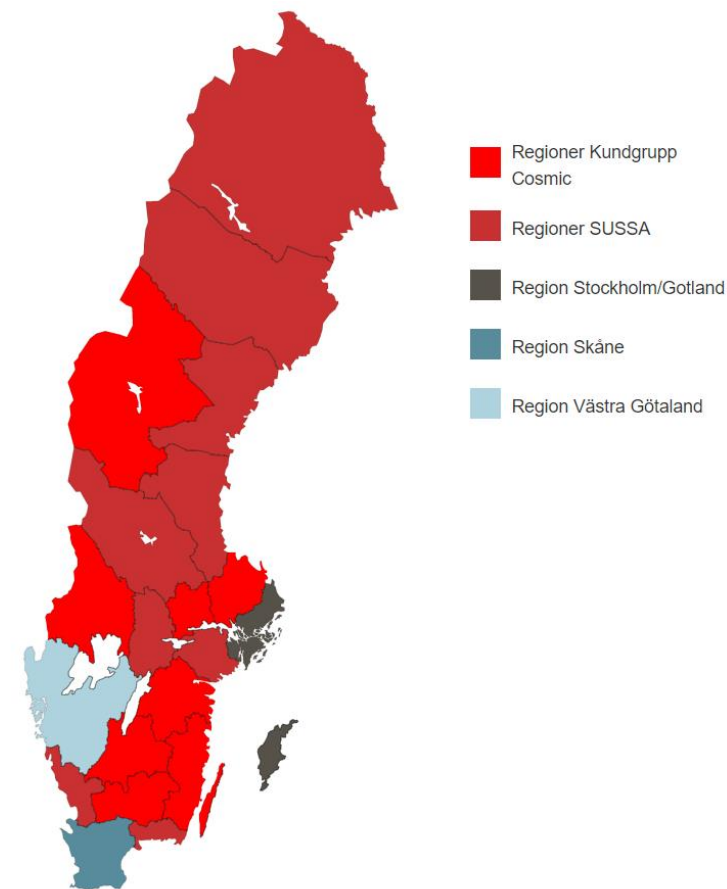 Regioner Kundgrupp
Cosmic
Regioner SUSSA
Region Stockholm/Gotland
Region Skåne
Region Västra Götaland